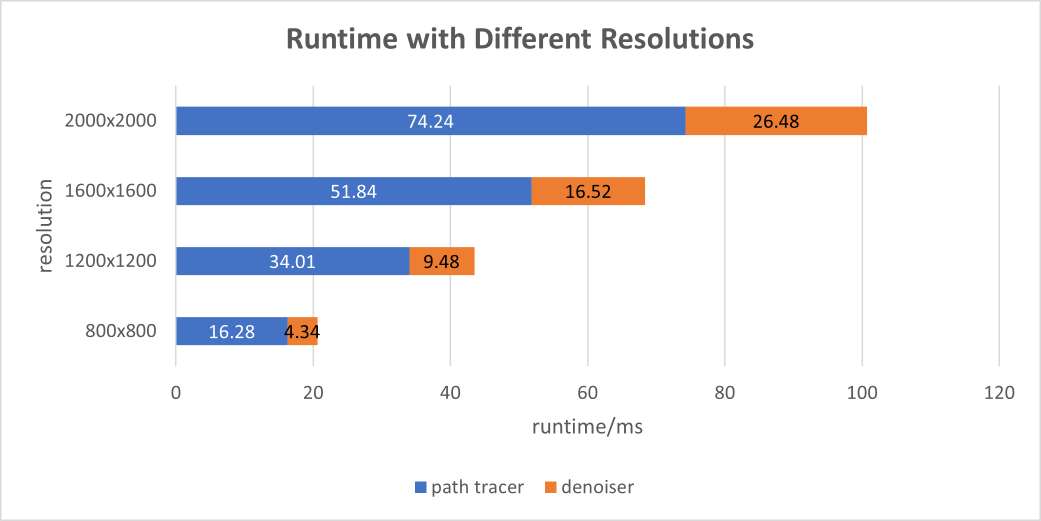 Runtime with Different Resolutions
resolution
2000x2000 74.24 26.48
1600x1600 51.84 16.52
1200x1200 34.01 9.48
800x800 16.28 4.34
0 20 40 60 80 100 120
runtime/ms
path tracer denoiser